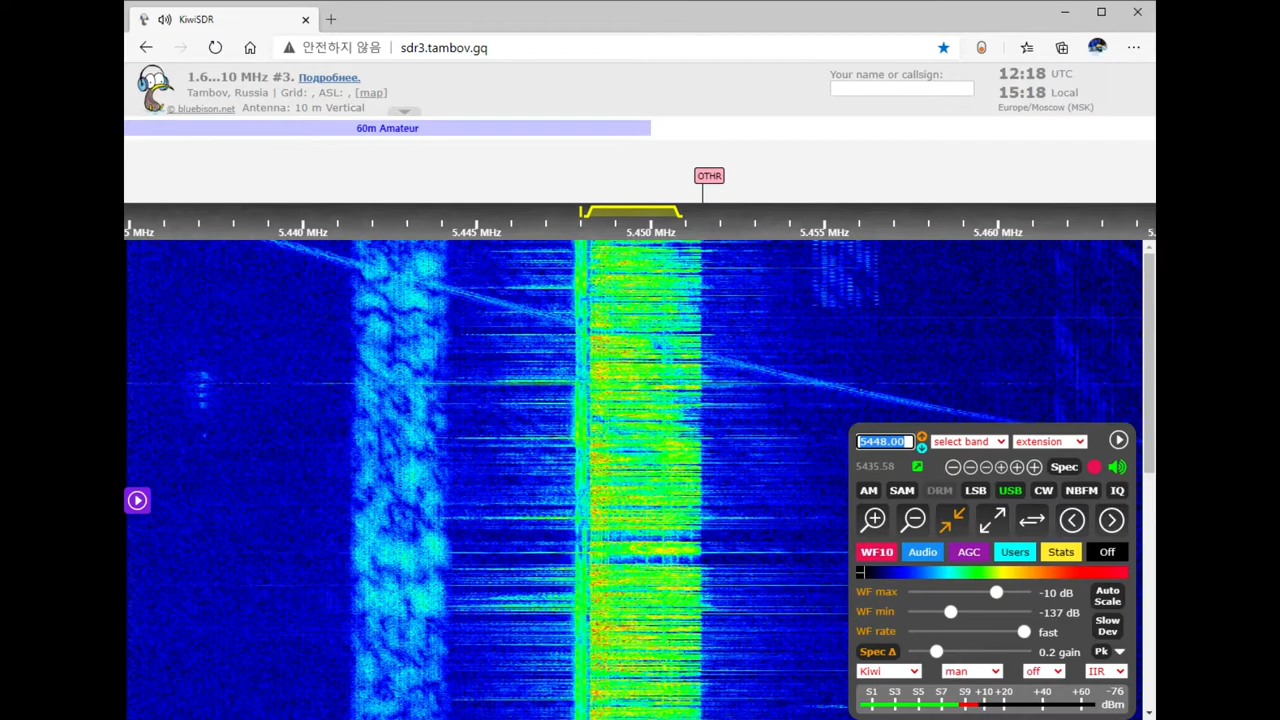 KiwiSDR
안전하지 않음
sdr3.tambov.gq
1.6...10 MHz #3. Подробнее.
Tambov, Russia | Grid: , ASL: , [map]
© bluebison.net Antenna: 10 m Vertical
Your name or callsign:
12:18 UTC
15:18 Local
Europe/Moscow (MSK)
60m Amateur
OTHR
5 MHz 5.440 MHz 5.445 MHz 5.450 MHz 5.455 MHz 5.460 MHz 5.
5448.00 select band extension
5435.58 Spec
AM SAM DRM LSB USB CW NBFM IQ
WF10 Audio AGC Users Stats Off
WF max -10 dB Auto Scale
WF min -137 dB
WF rate fast Slow Dev
Spec Δ 0.2 gain Pk
Kiwi man off IIR
S1 S3 S5 S7 S9 +10 +20 +40 +60 -76 dBm